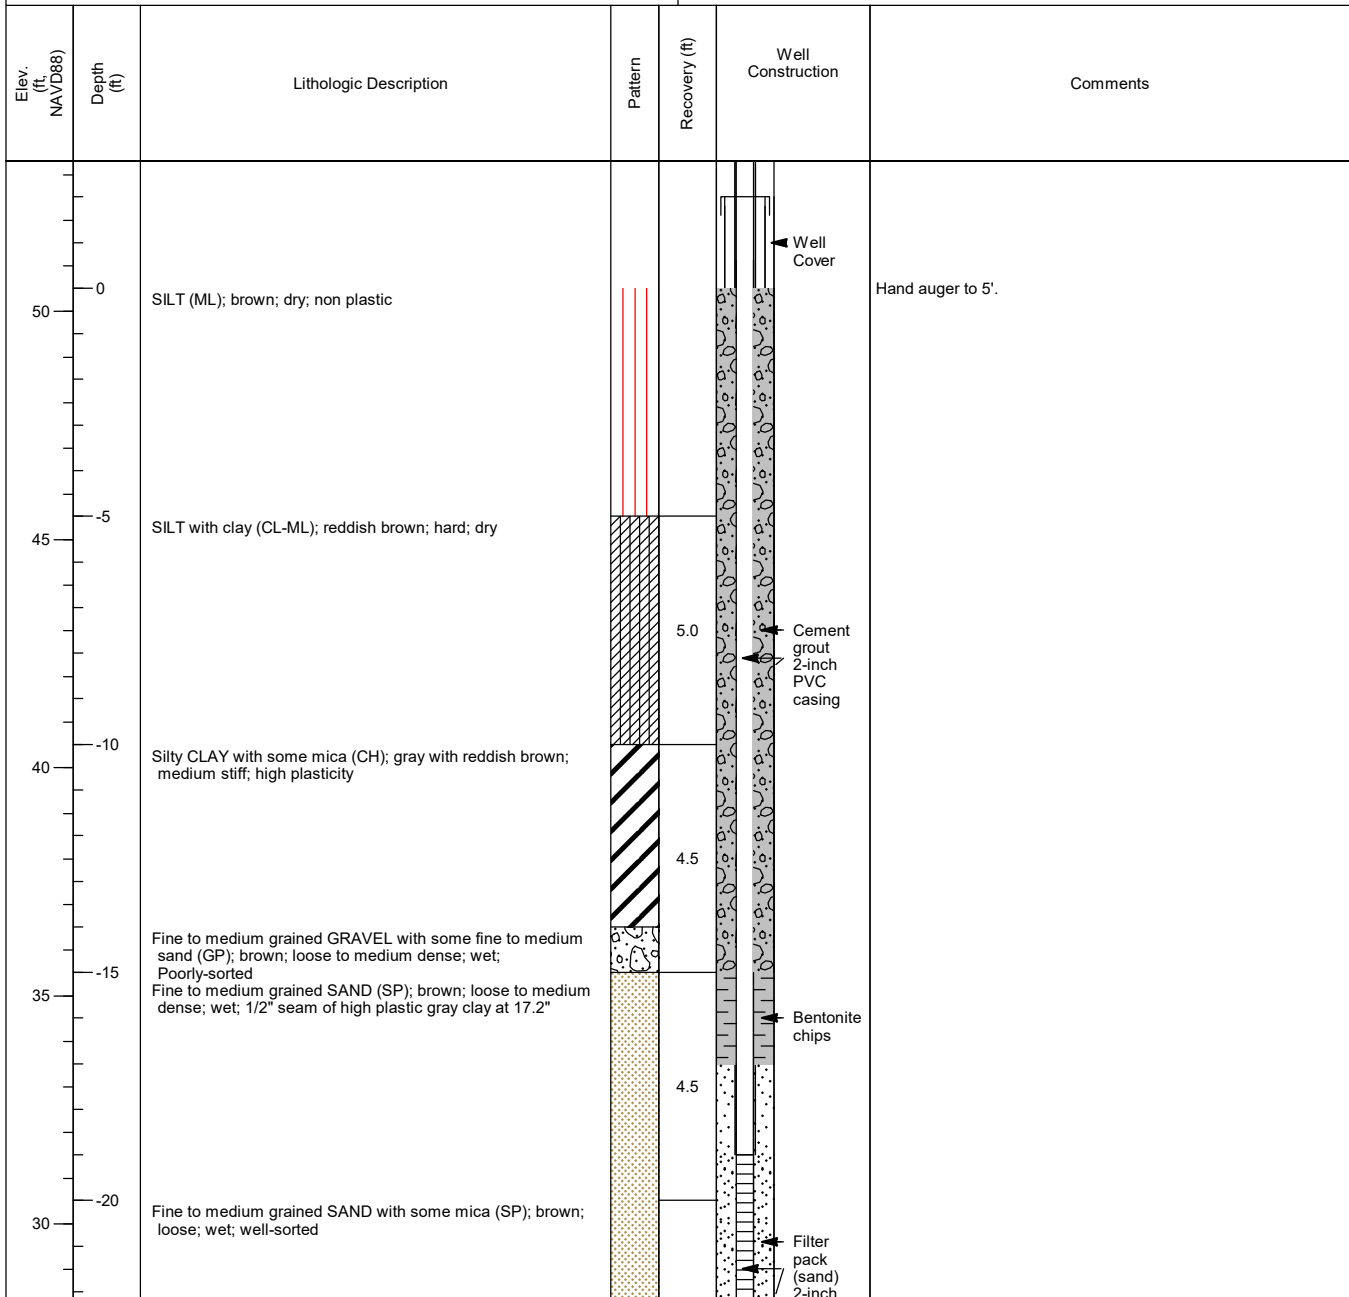 Elev.
(ft,
NAVD88)
Depth
(ft)
Lithologic Description
Pattern
Recovery (ft)
Well
Construction
Comments
Well
Cover
0
SILT (ML); brown; dry; non plastic
Hand auger to 5'.
50
-5
SILT with clay (CL-ML); reddish brown; hard; dry
45
5.0
Cement
grout
2-inch
PVC
casing
-10
Silty CLAY with some mica (CH); gray with reddish brown;
medium stiff; high plasticity
40
4.5
Fine to medium grained GRAVEL with some fine to medium
sand (GP); brown; loose to medium dense; wet;
Poorly-sorted
-15
Fine to medium grained SAND (SP); brown; loose to medium
dense; wet; 1/2" seam of high plastic gray clay at 17.2"
35
Bentonite
chips
4.5
-20
Fine to medium grained SAND with some mica (SP); brown;
loose; wet; well-sorted
30
Filter
pack
(sand)
2-inch